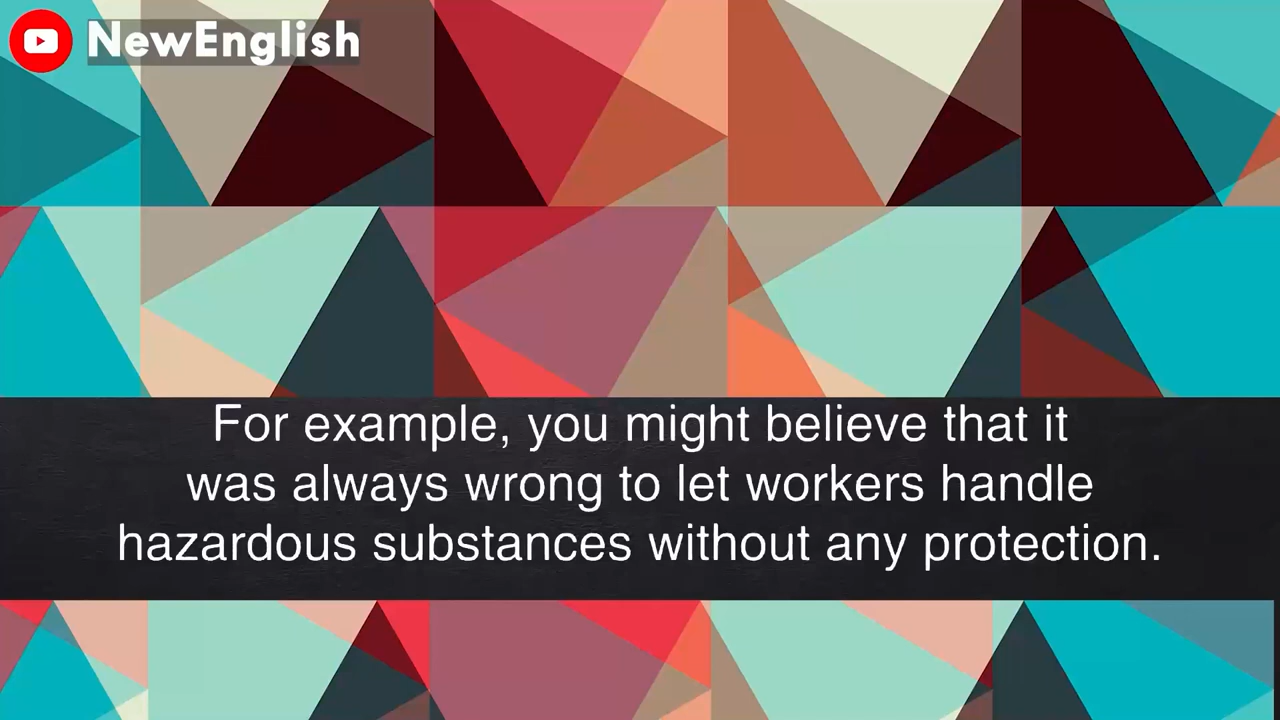 NewEnglish
For example, you might believe that it
was always wrong to let workers handle
hazardous substances without any protection.